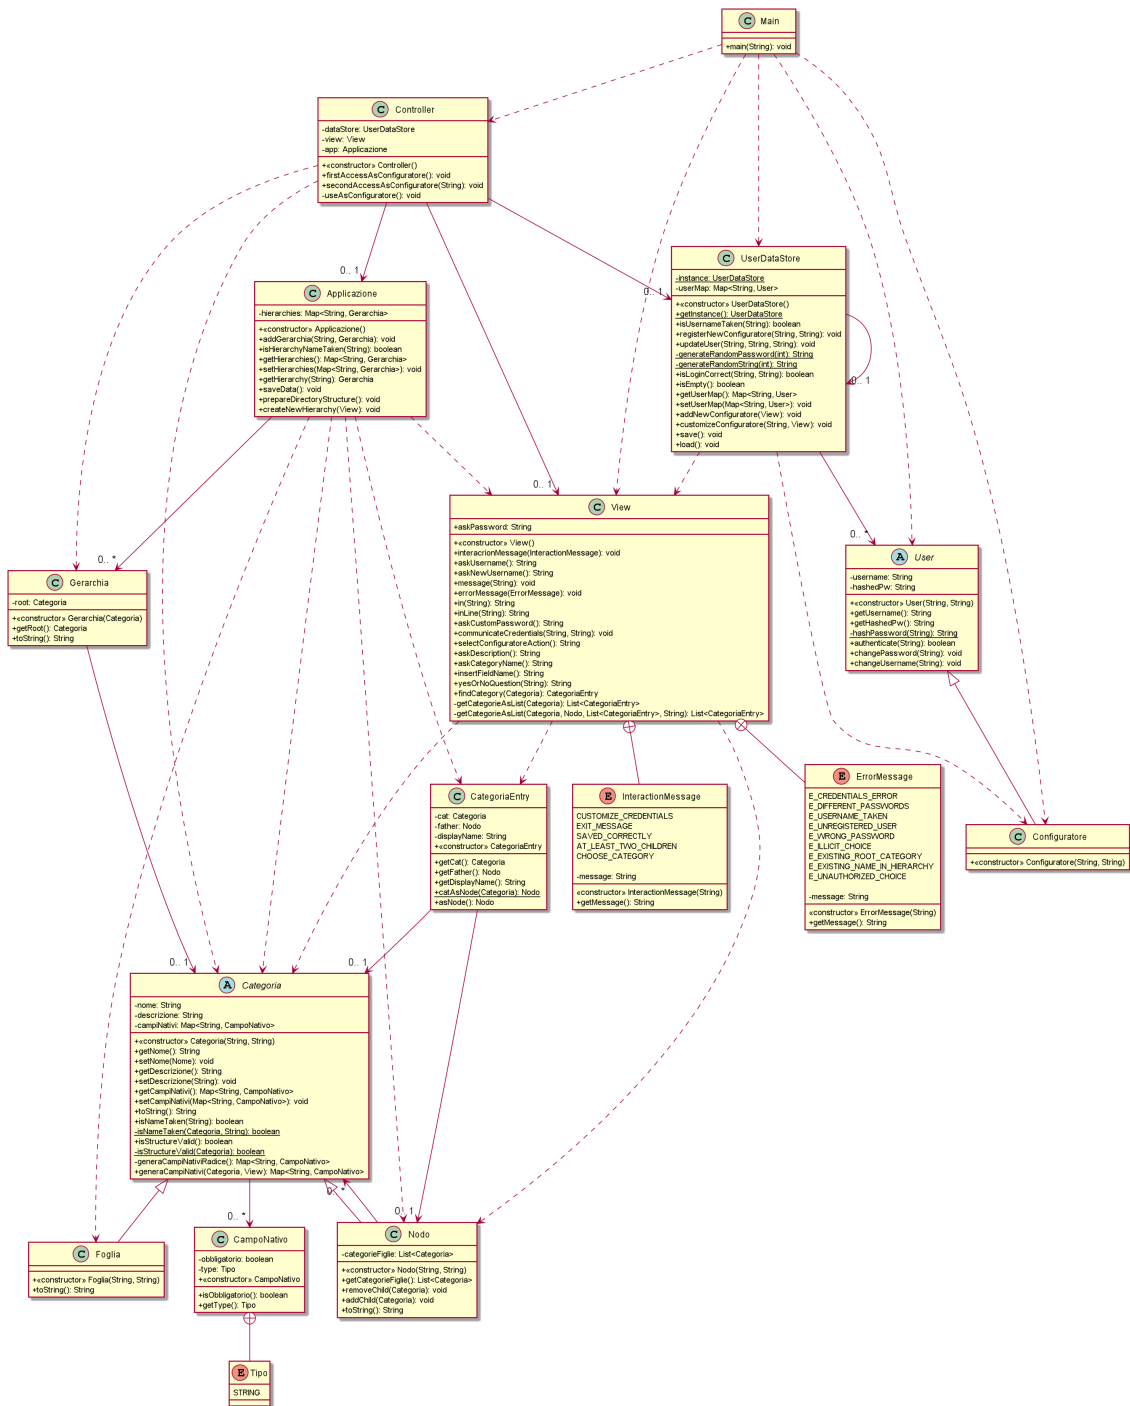 C Main
+main(String): void
C Controller
-dataStore: UserDataStore
-view: View
-app: Applicazione
+«constructor» Controller()
+firstAccessAsConfiguratore(): void
+secondAccessAsConfiguratore(String): void
-useAsConfiguratore(): void
C UserDataStore
-instance: UserDataStore
-userMap: Map<String, User>
+«constructor» UserDataStore()
+getInstance(): UserDataStore
+isUsernameTaken(String): boolean
+registerNewConfiguratore(String, String): void
+updateUser(String, String, String): void
-generateRandomPassword(int): String
-generateRandomString(int): String
+isLoginCorrect(String, String): boolean
+isEmpty(): boolean
+getUserMap(): Map<String, User>
+setUserMap(Map<String, User>): void
+addNewConfiguratore(View): void
+customizeConfiguratore(String, View): void
+save(): void
+load(): void
0.. 1
0.. 1
0.. 1
C Applicazione
-hierarchies: Map<String, Gerarchia>
+«constructor» Applicazione()
+addGerarchia(String, Gerarchia): void
+isHierarchyNameTaken(String): boolean
+getHierarchies(): Map<String, Gerarchia>
+setHierarchies(Map<String, Gerarchia>): void
+getHierarchy(String): Gerarchia
+saveData(): void
+prepareDirectoryStructure(): void
+createNewHierarchy(View): void
0.. 1
C View
+askPassword: String
+«constructor» View()
+interacrionMessage(InteractionMessage): void
+askUsername(): String
+askNewUsername(): String
+message(String): void
+errorMessage(ErrorMessage): void
+in(String): String
+inLine(String): String
+askCustomPassword(): String
+communicateCredentials(String, String): void
+selectConfiguratoreAction(): String
+askDescription(): String
+askCategoryName(): String
+insertFieldName(): String
+yesOrNoQuestion(String): String
+findCategory(Categoria): CategoriaEntry
-getCategorieAsList(Categoria): List<CategoriaEntry>
-getCategorieAsList(Categoria, Nodo, List<CategoriaEntry>, String): List<CategoriaEntry>
0.. *
A User
-username: String
-hashedPw: String
+«constructor» User(String, String)
+getUsername(): String
+getHashedPw(): String
-hashPassword(String): String
+authenticate(String): boolean
+changePassword(String): void
+changeUsername(String): void
0.. *
C Gerarchia
-root: Categoria
+«constructor» Gerarchia(Categoria)
+getRoot(): Categoria
+toString(): String
C CategoriaEntry
-cat: Categoria
-father: Nodo
-displayName: String
+«constructor» CategoriaEntry
+getCat(): Categoria
+getFather(): Nodo
+getDisplayName(): String
+catAsNode(Categoria): Nodo
+asNode(): Nodo
E InteractionMessage
CUSTOMIZE_CREDENTIALS
EXIT_MESSAGE
SAVED_CORRECTLY
AT_LEAST_TWO_CHILDREN
CHOOSE_CATEGORY
-message: String
«constructor» InteractionMessage(String)
+getMessage(): String
E ErrorMessage
E_CREDENTIALS_ERROR
E_DIFFERENT_PASSWORDS
E_USERNAME_TAKEN
E_UNREGISTERED_USER
E_WRONG_PASSWORD
E_ILLICIT_CHOICE
E_EXISTING_ROOT_CATEGORY
E_EXISTING_NAME_IN_HIERARCHY
E_UNAUTHORIZED_CHOICE
-message: String
«constructor» ErrorMessage(String)
+getMessage(): String
C Configuratore
+«constructor» Configuratore(String, String)
0.. 1
0.. 1
A Categoria
-nome: String
-descrizione: String
-campiNativi: Map<String, CampoNativo>
+«constructor» Categoria(String, String)
+getNome(): String
+setNome(Nome): void
+getDescrizione(): String
+setDescrizione(String): void
+getCampiNativi(): Map<String, CampoNativo>
+setCampiNativi(Map<String, CampoNativo>): void
+toString(): String
+isNameTaken(String): boolean
-isNameTaken(Categoria, String): boolean
+isStructureValid(): boolean
-isStructureValid(Categoria): boolean
-generaCampiNativiRadice(): Map<String, CampoNativo>
+generaCampiNativi(Categoria, View): Map<String, CampoNativo>
0.. *
0.. *
0.. 1
C Foglia
+«constructor» Foglia(String, String)
+toString(): String
C CampoNativo
-obbligatorio: boolean
-type: Tipo
+«constructor» CampoNativo
+isObbligatorio(): boolean
+getType(): Tipo
C Nodo
-categorieFiglie: List<Categoria>
+«constructor» Nodo(String, String)
+getCategorieFiglie(): List<Categoria>
+removeChild(Categoria): void
+addChild(Categoria): void
+toString(): String
E Tipo
STRING